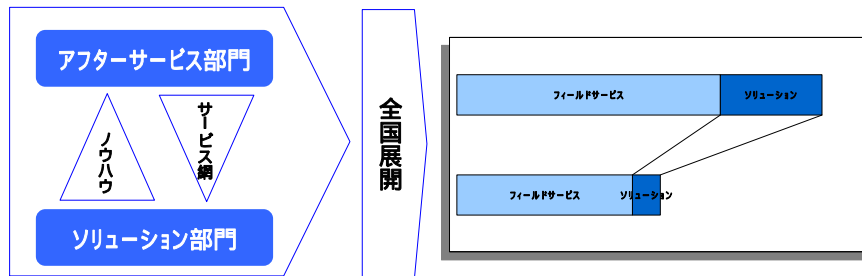 アフターサービス部門
ノウハウ
サービス網
ソリューション部門
全国展開
フィールドサービス
ソリューション
フィールドサービス
ソリューション